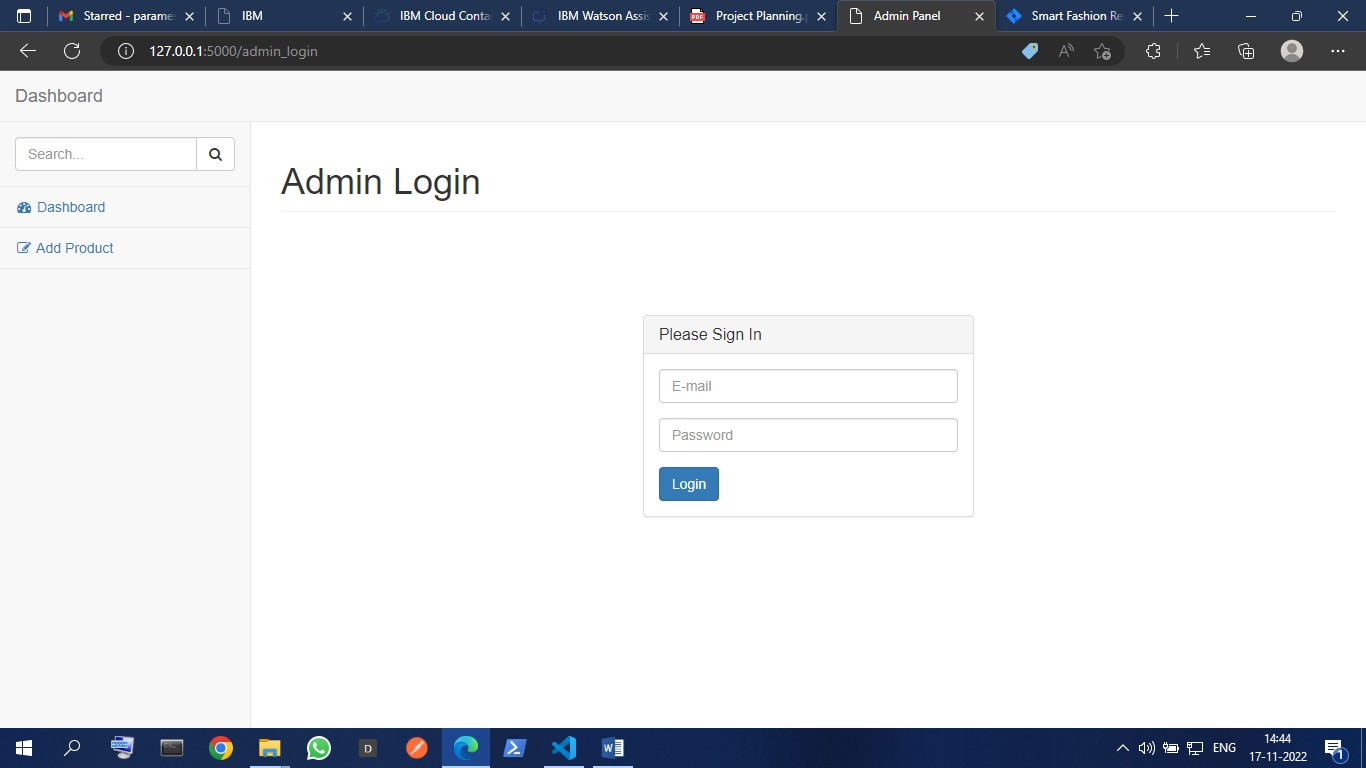 Starred - parame
IBM
IBM Cloud Conta
IBM Watson Assis
Project Planning.p
Admin Panel
Smart Fashion Re
127.0.0.1:5000/admin_login
Dashboard
Search...
Dashboard
Add Product
Admin Login
Please Sign In
E-mail
Password
Login
ENG
14:44
17-11-2022
1